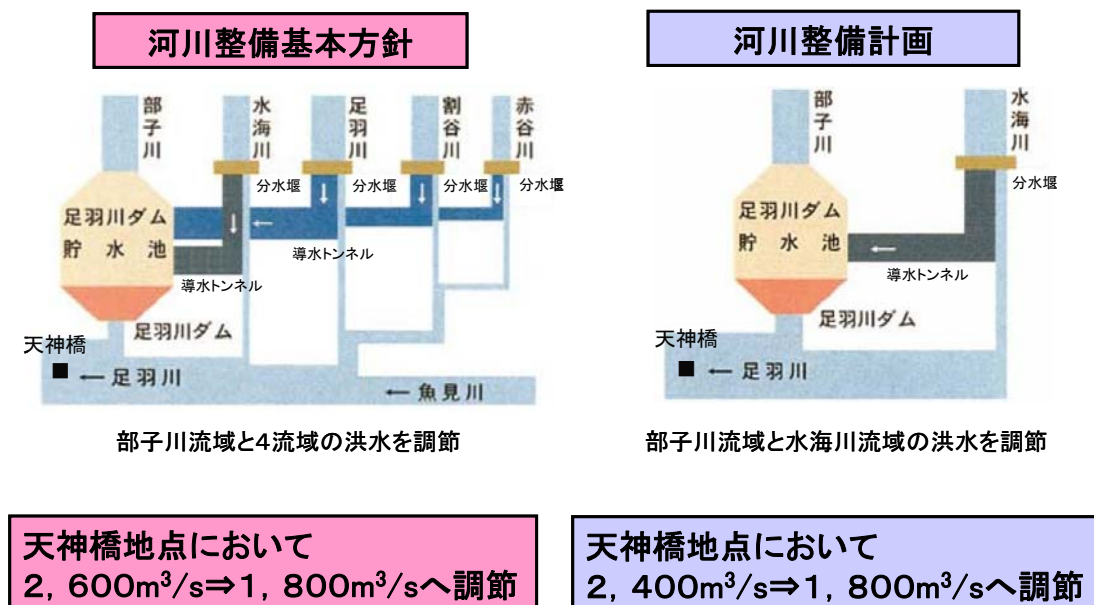 河川整備基本方針
部子川
水海川
足羽川
割谷川
赤谷川
分水堰
分水堰
分水堰
分水堰
足羽川ダム
貯水池
←
導水トンネル
導水トンネル
足羽川ダム
天神橋
■ ← 足羽川
← 魚見川
部子川流域と4流域の洪水を調節
天神橋地点において
2,600m³/s⇒1,800m³/sへ調節
河川整備計画
部子川
水海川
分水堰
足羽川ダム
貯水池
←
導水トンネル
足羽川ダム
天神橋
■ ← 足羽川
部子川流域と水海川流域の洪水を調節
天神橋地点において
2,400m³/s⇒1,800m³/sへ調節